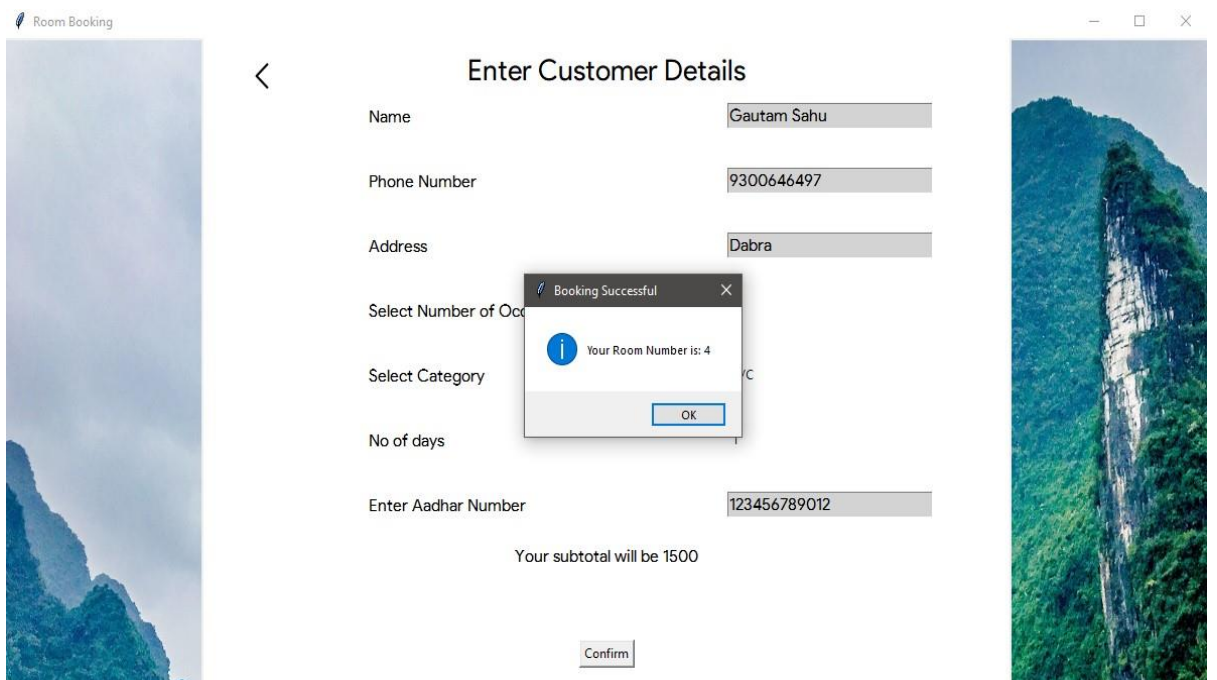 Room Booking
Enter Customer Details
Name Gautam Sahu
Phone Number 9300646497
Address Dabra
Booking Successful
Select Number of
Your Room Number is: 4
Select Category
OK
No of days
Enter Aadhar Number 123456789012
Your subtotal will be 1500
Confirm